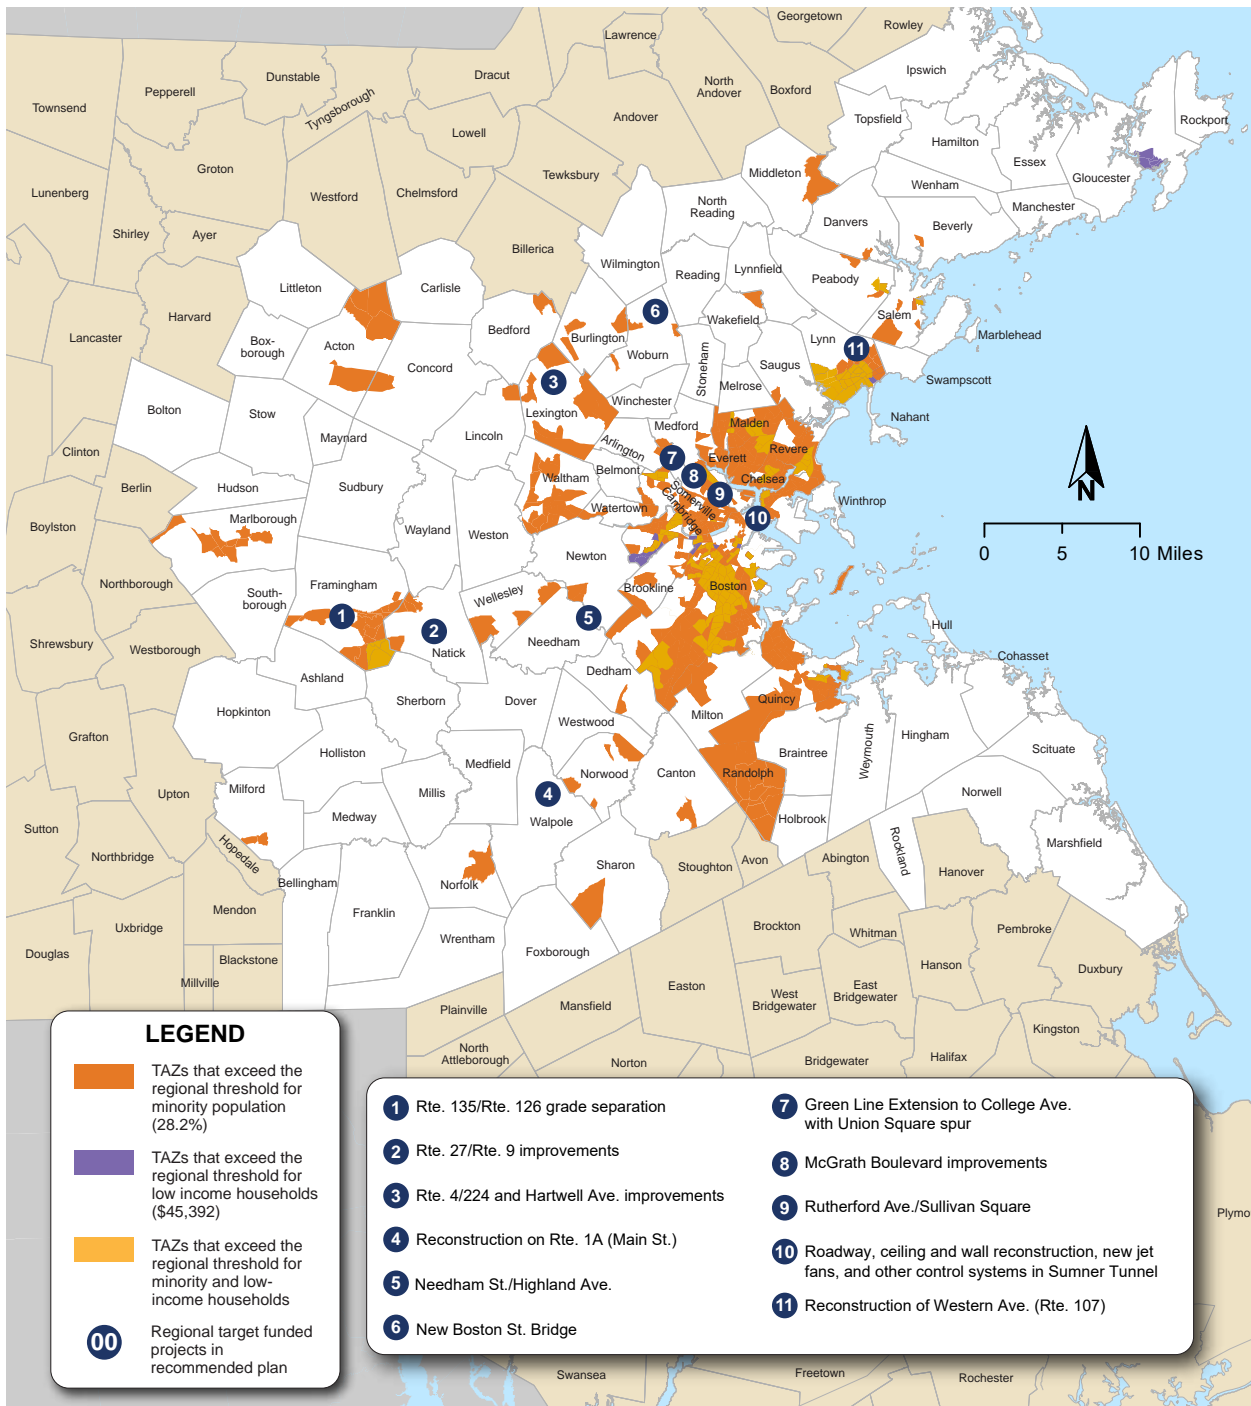 Georgetown
Rowley
Lawrence
Dunstable
Dracut
Ipswich
Pepperell
North
Andover
Boxford
Townsend
Tyngsborough
Andover
Topsfield
Rockport
Lowell
Hamilton
Groton
Essex
Tewksbury
Middleton
Gloucester
Lunenberg
Westford
Chelmsford
Wenham
North
Reading
Manchester
Shirley
Ayer
Danvers
Beverly
Billerica
Wilmington
Reading
Lynnfield
Peabody
Littleton
Carlisle
Harvard
Salem
Wakefield
Bedford
Burlington
Lancaster
Box-
borough
Acton
Marblehead
Lynn
Woburn
Stoneham
Concord
Saugus
Swampscott
Melrose
Winchester
Bolton
Stow
Lexington
Nahant
Maynard
Lincoln
Medford
Malden
Arlington
Revere
Clinton
Everett
Belmont
Waltham
Chelsea
Berlin
Hudson
Sudbury
Somerville
Cambridge
Boylston
Watertown
Winthrop
Marlborough
Wayland
Weston
Newton
Northborough
Framingham
Brookline
Boston
South-
borough
Wellesley
Hull
Shrewsbury
Westborough
Natick
Needham
Cohasset
Ashland
Dedham
Hopkinton
Sherborn
Dover
Quincy
Milton
Westwood
Grafton
Hingham
Scituate
Holliston
Braintree
Weymouth
Medfield
Norwood
Canton
Randolph
Milford
Millis
Upton
Norwell
Medway
Walpole
Holbrook
Sutton
Hopedale
Marshfield
Northbridge
Rockland
Sharon
Stoughton
Avon
Abington
Hanover
Bellingham
Norfolk
Mendon
Franklin
Uxbridge
Brockton
Whitman
Pembroke
Wrentham
Foxborough
Douglas
Blackstone
Hanson
Duxbury
Millville
Easton
West
Bridgewater
East
Bridgewater
Plainville
Mansfield
Kingston
North
Attleborough
Norton
Bridgewater
Halifax
Plymo
Swansea
Freetown
Rochester
1
2
3
4
5
6
7
8
9
10
11
N
0 5 10 Miles
LEGEND
TAZs that exceed the
regional threshold for
minority population
(28.2%)
TAZs that exceed the
regional threshold for
low income households
($45,392)
TAZs that exceed the
regional threshold for
minority and low-
income households
00 Regional target funded
projects in
recommended plan
1 Rte. 135/Rte. 126 grade separation
2 Rte. 27/Rte. 9 improvements
3 Rte. 4/224 and Hartwell Ave. improvements
4 Reconstruction on Rte. 1A (Main St.)
5 Needham St./Highland Ave.
6 New Boston St. Bridge
7 Green Line Extension to College Ave.
with Union Square spur
8 McGrath Boulevard improvements
9 Rutherford Ave./Sullivan Square
10 Roadway, ceiling and wall reconstruction, new jet
fans, and other control systems in Sumner Tunnel
11 Reconstruction of Western Ave. (Rte. 107)